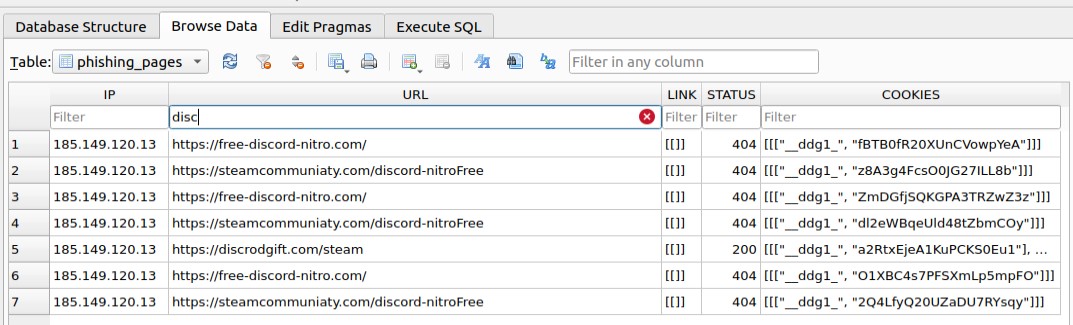 Database Structure Browse Data Edit Pragmas Execute SQL
Table: phishing_pages Filter in any column
IP URL LINK STATUS COOKIES
Filter disc Filter Filter Filter
1 185.149.120.13 https://free-discord-nitro.com/ [[]] 404 [[["__ddg1_", "fBTB0fR20XUnCVowpYeA"]]]
2 185.149.120.13 https://steamcommuniaty.com/discord-nitroFree [[]] 404 [[["__ddg1_", "z8A3g4FcsO0JG27ILL8b"]]]
3 185.149.120.13 https://free-discord-nitro.com/ [[]] 404 [[["__ddg1_", "ZmDGfjSQKGPA3TRZwZ3z"]]]
4 185.149.120.13 https://steamcommuniaty.com/discord-nitroFree [[]] 404 [[["__ddg1_", "dl2eWBqeUld48tZbmCOy"]]]
5 185.149.120.13 https://discrodgift.com/steam [[]] 200 [[["__ddg1_", "a2RtxEjeA1KuPCKS0Eu1"], ...
6 185.149.120.13 https://free-discord-nitro.com/ [[]] 404 [[["__ddg1_", "O1XBC4s7PFSXmLp5mpFO"]]]
7 185.149.120.13 https://steamcommuniaty.com/discord-nitroFree [[]] 404 [[["__ddg1_", "2Q4LfyQ20UZaDU7RYsqy"]]]